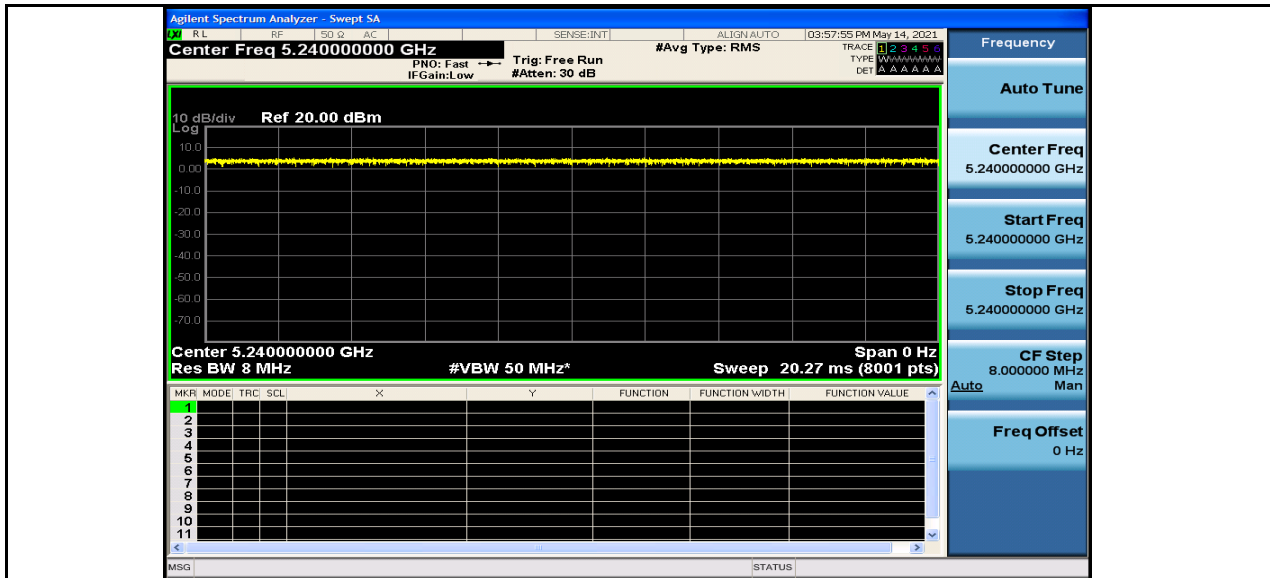 Agilent Spectrum Analyzer - Swept SA
LXI RL RF 50 Ω AC SENSE:INT ALIGN AUTO 03:57:55 PM May 14, 2021
Center Freq 5.240000000 GHz
PNO: Fast
IFGain:Low
Trig: Free Run
#Atten: 30 dB
#Avg Type: RMS
TRACE 1 2 3 4 5 6
TYPE WWWWWWW
DET A A A A A A
10 dB/div Ref 20.00 dBm
Log
10.0
0.00
-10.0
-20.0
-30.0
-40.0
-50.0
-60.0
-70.0
Center 5.240000000 GHz Span 0 Hz
Res BW 8 MHz #VBW 50 MHz* Sweep 20.27 ms (8001 pts)
MKR MODE TRC SCL X Y FUNCTION FUNCTION WIDTH FUNCTION VALUE
1
2
3
4
5
6
7
8
9
10
11
MSG STATUS
Frequency
Auto Tune
Center Freq
5.240000000 GHz
Start Freq
5.240000000 GHz
Stop Freq
5.240000000 GHz
CF Step
8.000000 MHz
Auto Man
Freq Offset
0 Hz